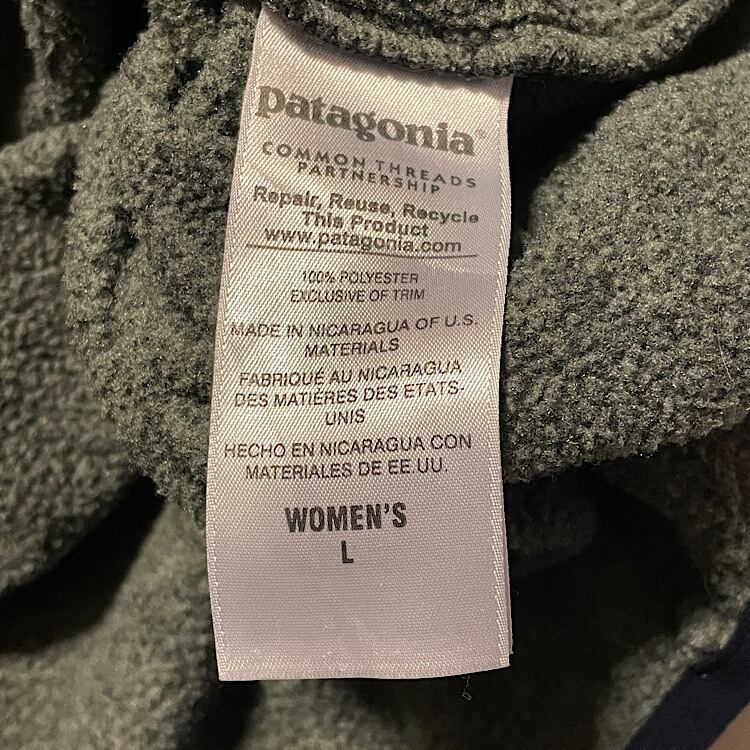 patagonia®
COMMON THREADS
PARTNERSHIP
Repair, Reuse, Recycle
This Product
www.patagonia.com
100% POLYESTER
EXCLUSIVE OF TRIM
MADE IN NICARAGUA OF U.S.
MATERIALS
FABRIQUÉ AU NICARAGUA
DES MATIÈRES DES ETATS-
UNIS
HECHO EN NICARAGUA CON
MATERIALES DE EE.UU.
WOMEN'S
L